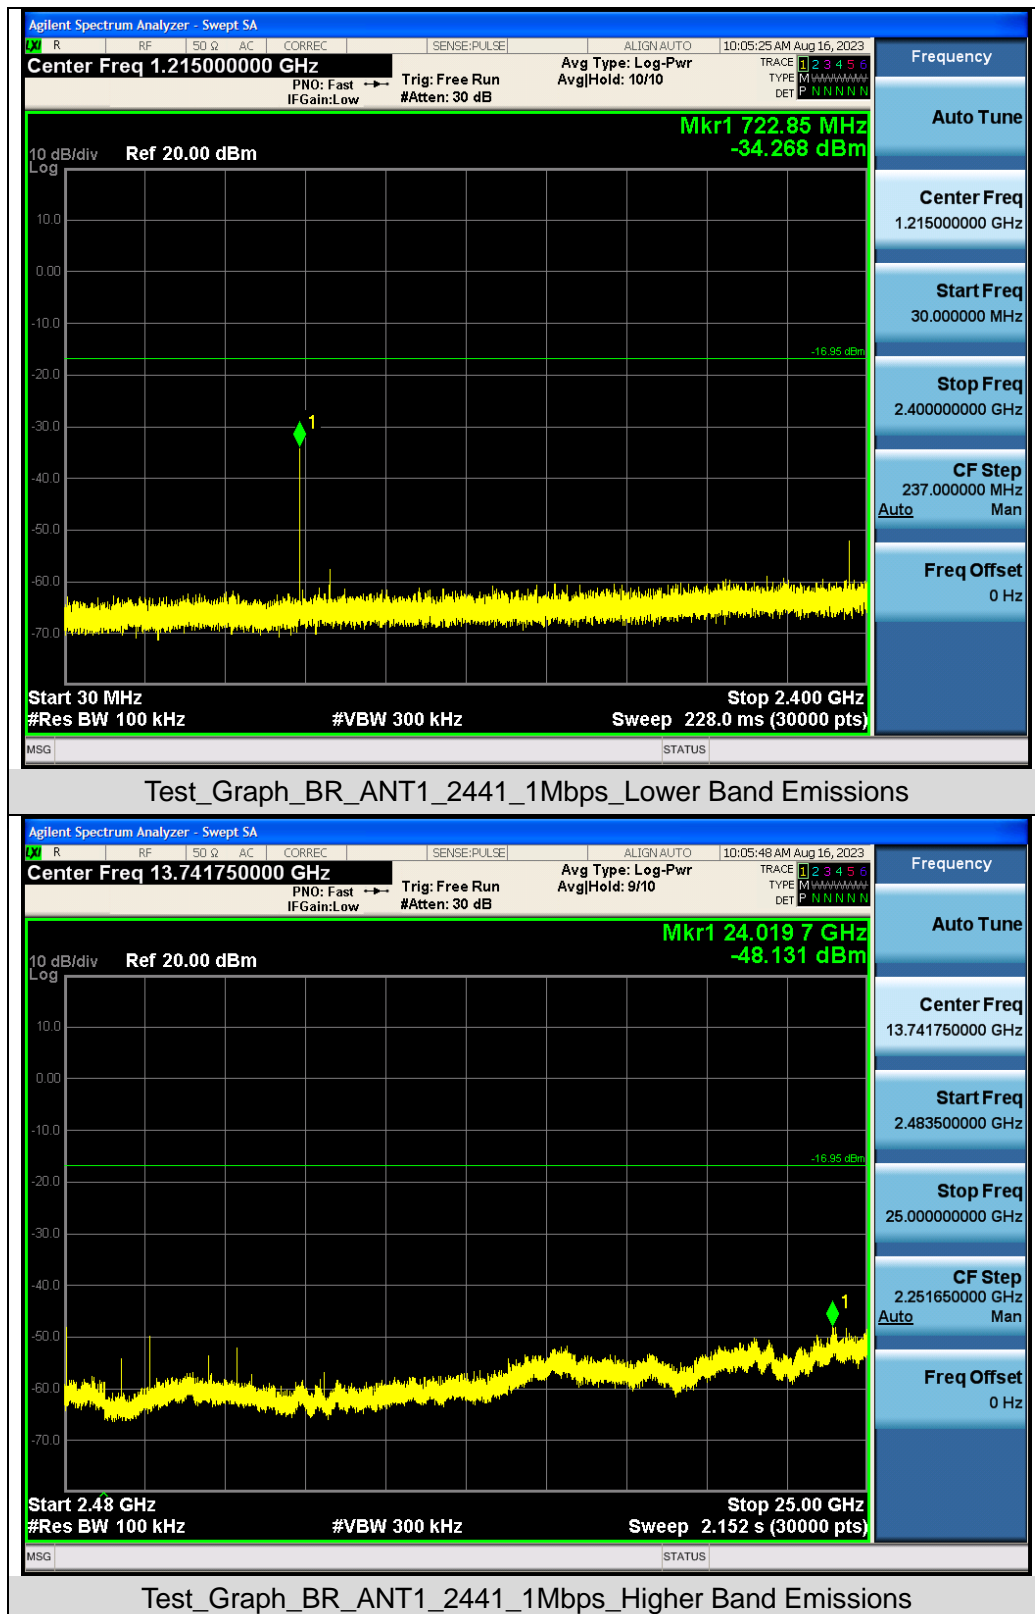 Agilent Spectrum Analyzer - Swept SA
LXI R RF 50 Ω AC CORREC SENSE:PULSE ALIGN AUTO 10:05:25 AM Aug 16, 2023
Center Freq 1.215000000 GHz
PNO: Fast
IFGain:Low
Trig: Free Run
#Atten: 30 dB
Avg Type: Log-Pwr
Avg|Hold: 10/10
TRACE 1 2 3 4 5 6
TYPE M WWWWW
DET P N N N N N
Mkr1 722.85 MHz
-34.268 dBm
10 dB/div Ref 20.00 dBm
Log
10.0
0.00
-10.0
-16.95 dBm
-20.0
-30.0
1
-40.0
-50.0
-60.0
-70.0
Start 30 MHz Stop 2.400 GHz
#Res BW 100 kHz #VBW 300 kHz Sweep 228.0 ms (30000 pts)
MSG STATUS
Frequency
Auto Tune
Center Freq
1.215000000 GHz
Start Freq
30.000000 MHz
Stop Freq
2.400000000 GHz
CF Step
237.000000 MHz
Auto Man
Freq Offset
0 Hz
Test_Graph_BR_ANT1_2441_1Mbps_Lower Band Emissions
Agilent Spectrum Analyzer - Swept SA
LXI R RF 50 Ω AC CORREC SENSE:PULSE ALIGN AUTO 10:05:48 AM Aug 16, 2023
Center Freq 13.741750000 GHz
PNO: Fast
IFGain:Low
Trig: Free Run
#Atten: 30 dB
Avg Type: Log-Pwr
Avg|Hold: 9/10
TRACE 1 2 3 4 5 6
TYPE M WWWWW
DET P N N N N N
Mkr1 24.019 7 GHz
-48.131 dBm
10 dB/div Ref 20.00 dBm
Log
10.0
0.00
-10.0
-16.95 dBm
-20.0
-30.0
-40.0
1
-50.0
-60.0
-70.0
Start 2.48 GHz Stop 25.00 GHz
#Res BW 100 kHz #VBW 300 kHz Sweep 2.152 s (30000 pts)
MSG STATUS
Frequency
Auto Tune
Center Freq
13.741750000 GHz
Start Freq
2.483500000 GHz
Stop Freq
25.000000000 GHz
CF Step
2.251650000 GHz
Auto Man
Freq Offset
0 Hz
Test_Graph_BR_ANT1_2441_1Mbps_Higher Band Emissions